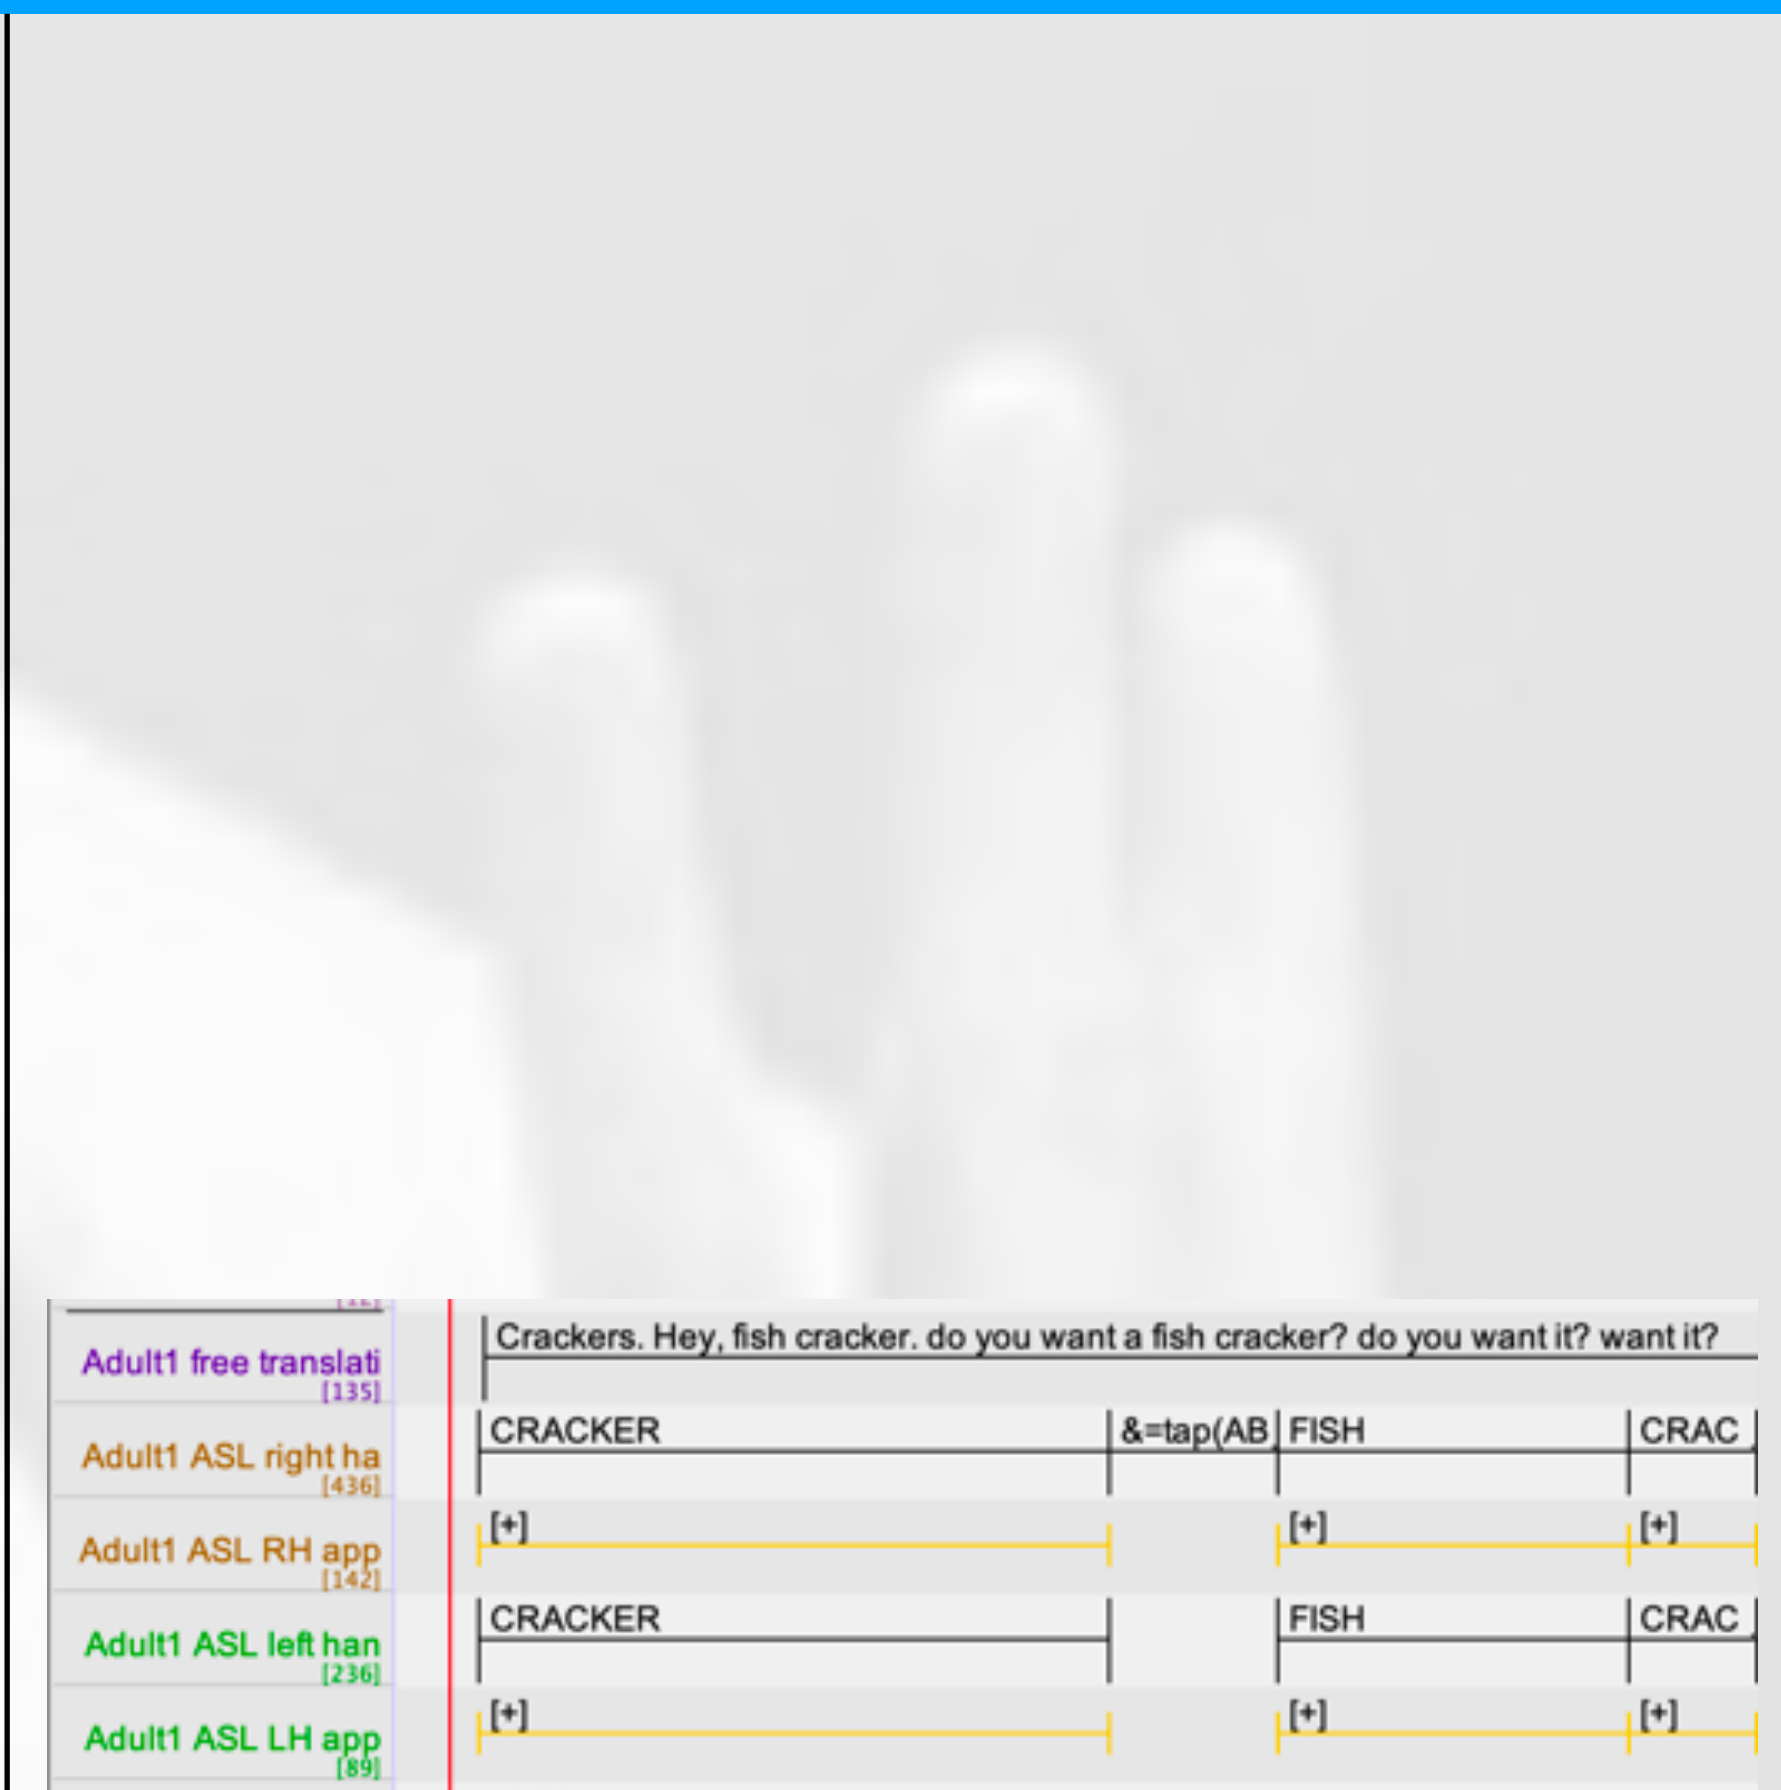 Adult1 free translati
[135]
Crackers. Hey, fish cracker. do you want a fish cracker? do you want it? want it?
Adult1 ASL right ha
[436]
CRACKER &=tap(AB FISH CRAC
Adult1 ASL RH app
[142]
[+] [+] [+]
Adult1 ASL left han
[236]
CRACKER FISH CRAC
Adult1 ASL LH app
[89]
[+] [+] [+]